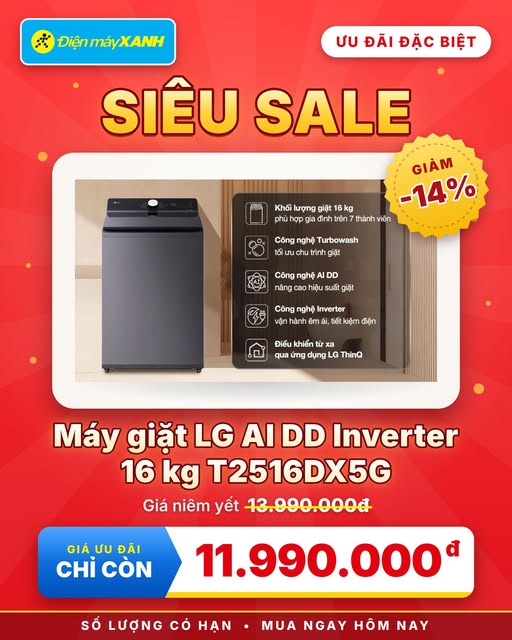 Điện máy XANH
ƯU ĐÃI ĐẶC BIỆT
SIÊU SALE
GIẢM
-14%
Khối lượng giặt 16 kg
phù hợp gia đình trên 7 thành viên
Công nghệ Turbowash
tối ưu chu trình giặt
Công nghệ AI DD
nâng cao hiệu suất giặt
Công nghệ Inverter
vận hành êm ái, tiết kiệm điện
Điều khiển từ xa
qua ứng dụng LG ThinQ
Máy giặt LG AI DD Inverter
16 kg T2516DX5G
Giá niêm yết 13.990.000đ
GIÁ ƯU ĐÃI
CHỈ CÒN
11.990.000đ
SỐ LƯỢNG CÓ HẠN • MUA NGAY HÔM NAY